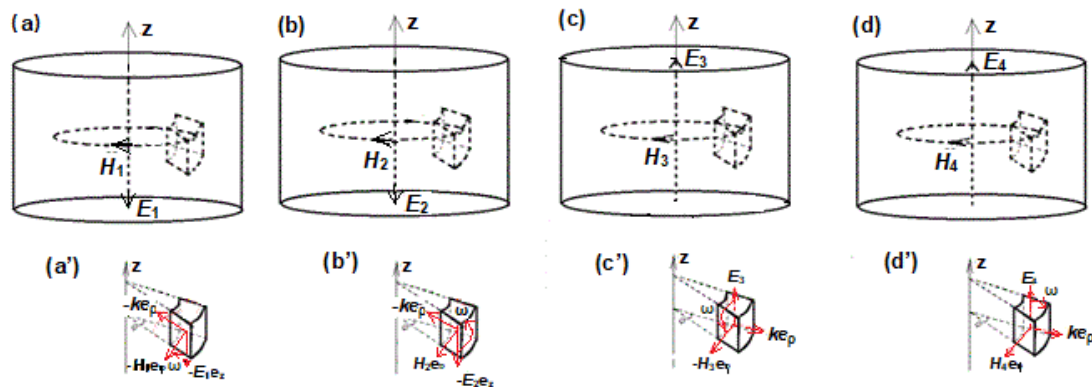 (a) (b) (c) (d)
z z z z
E3 E4
H1 H2 H3 H4
E1 E2
(a') (b') (c') (d')
z z z z
-keρ -keρ ω E3 ω E4 ω
keρ keρ
-H1eφ ω -E1ez H2eφ -E2ez -H3eφ H4eφ